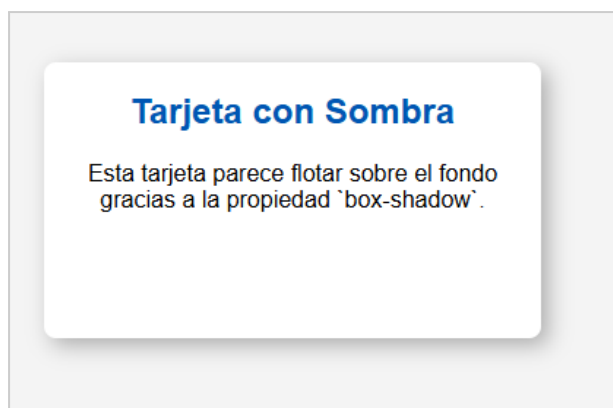 Tarjeta con Sombra
Esta tarjeta parece flotar sobre el fondo
gracias a la propiedad `box-shadow`.